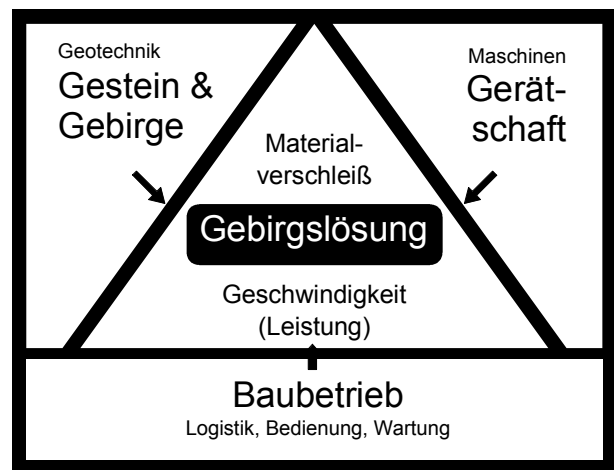 Geotechnik
Gestein &
Gebirge
Maschinen
Gerät-
schaft
Material-
verschleiß
Gebirgslösung
Geschwindigkeit
(Leistung)
Baubetrieb
Logistik, Bedienung, Wartung